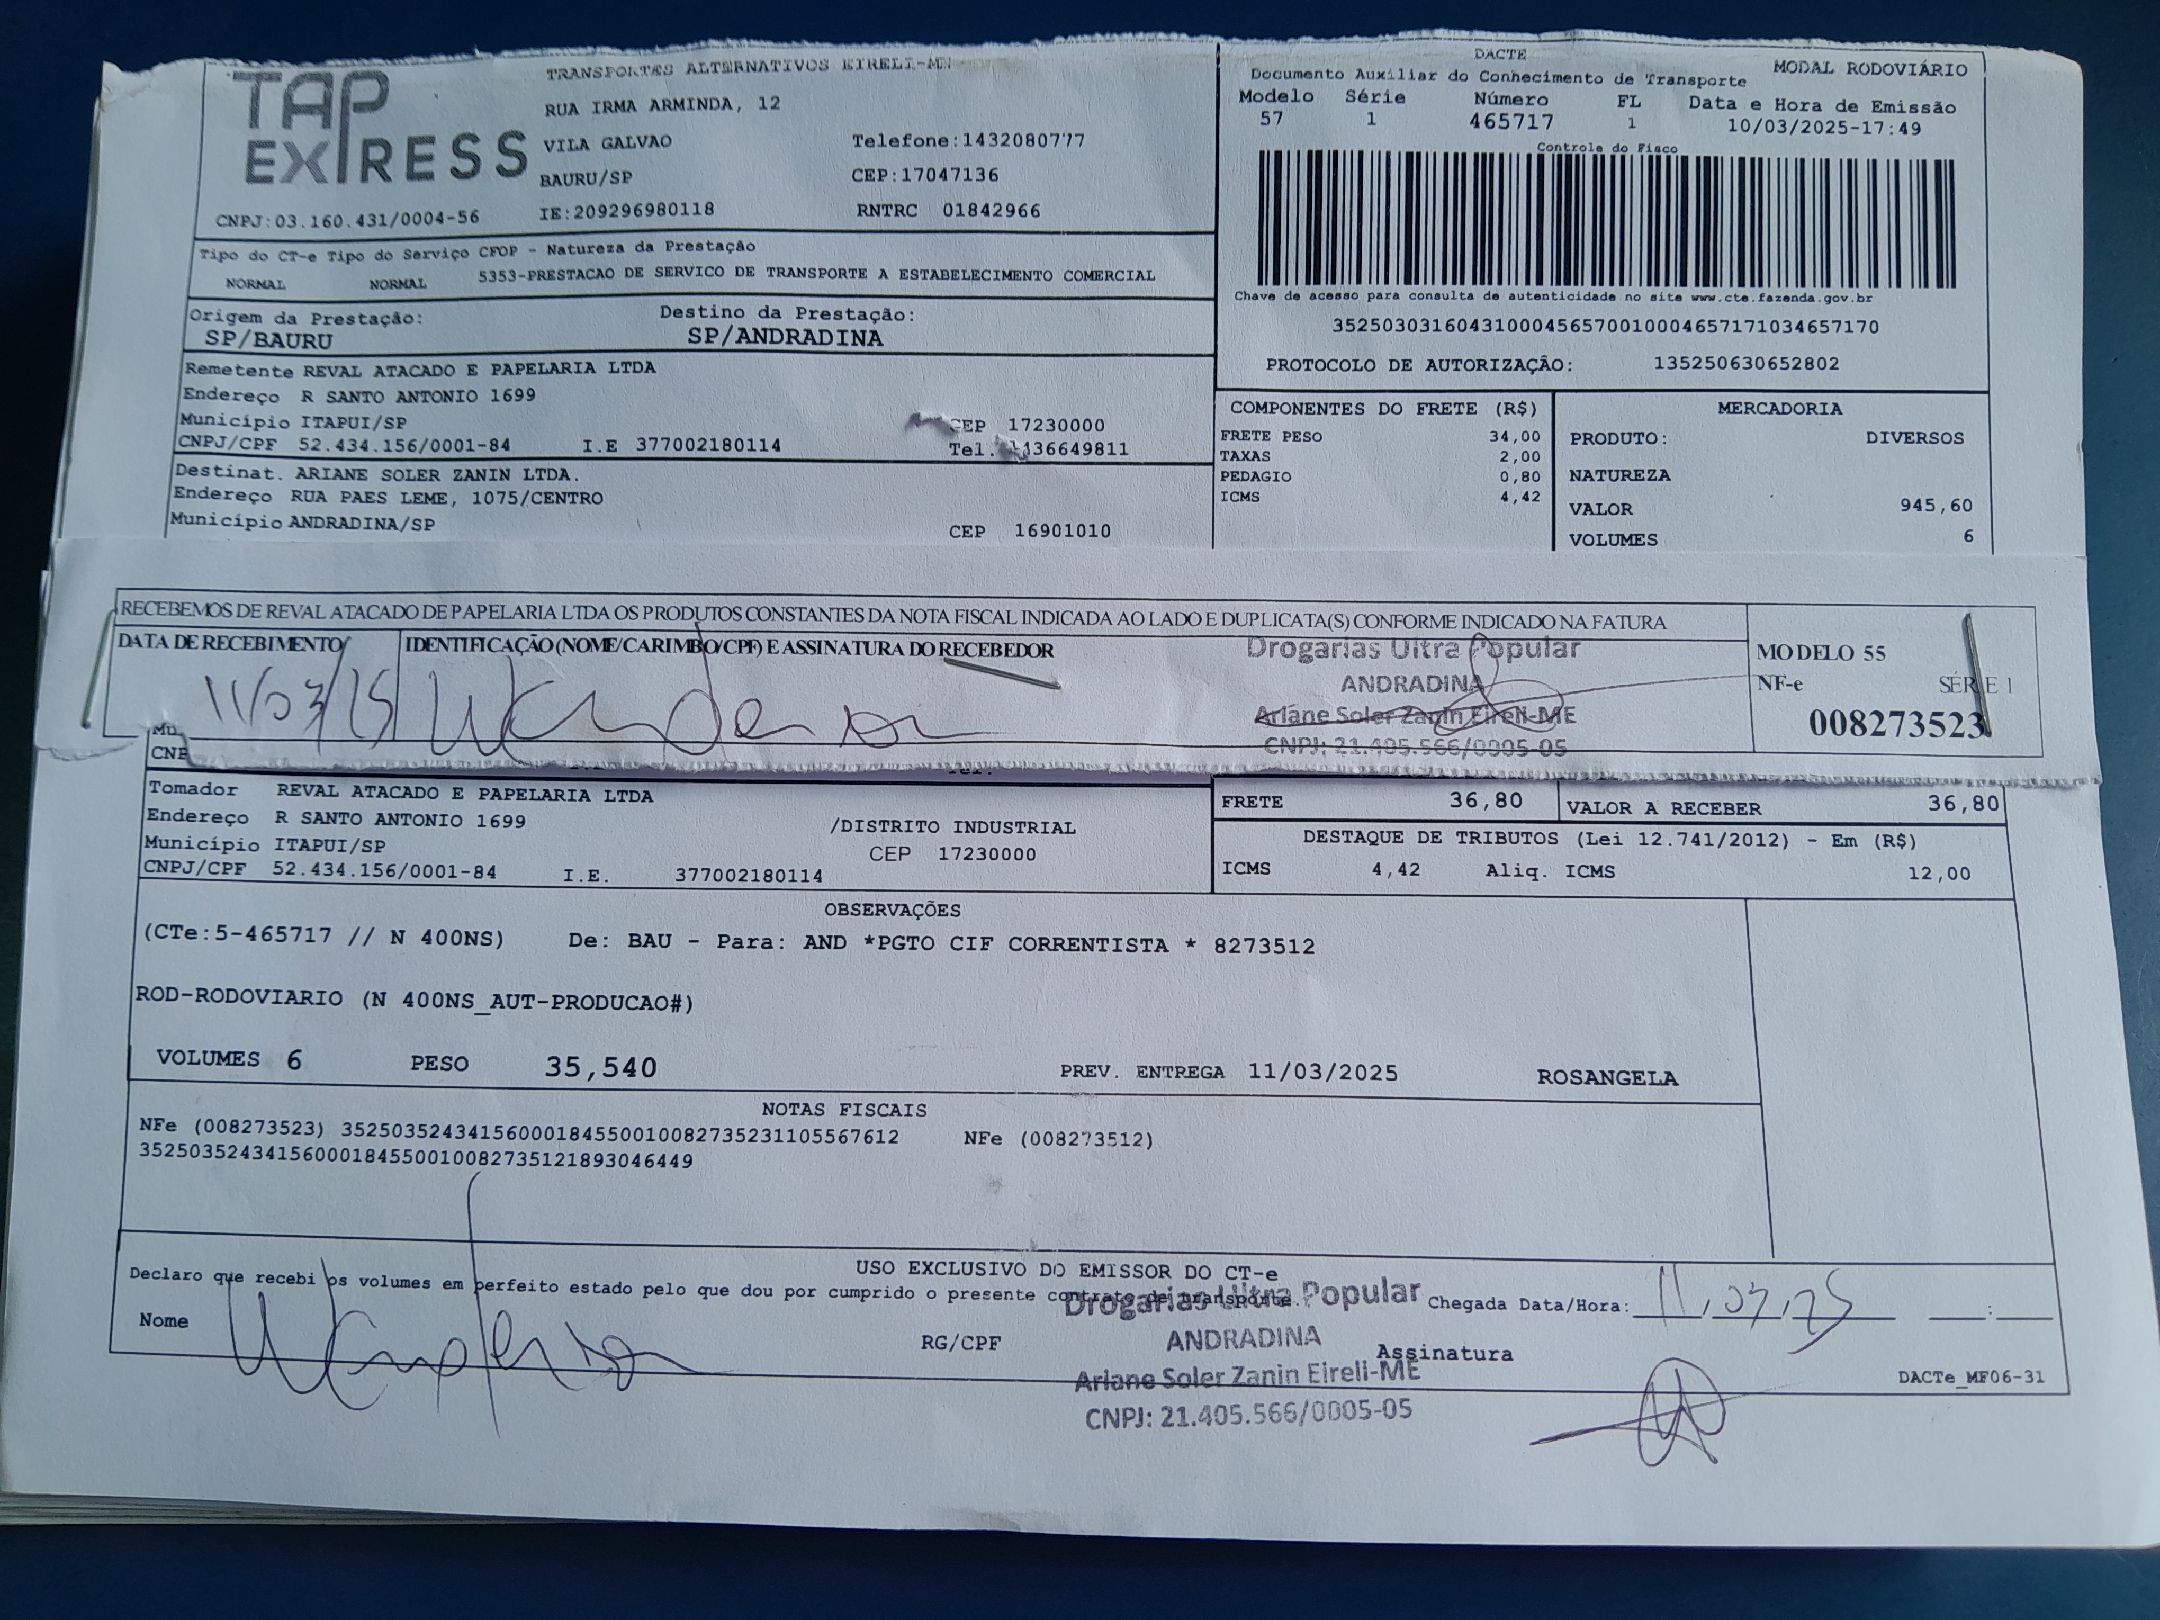 TAP EXPRESS
TRANSPORTES ALTERNATIVOS EIRELI-MN
RUA IRMA ARMINDA, 12
VILA GALVAO Telefone:1432080777
BAURU/SP CEP:17047136
CNPJ:03.160.431/0004-56 IE:209296980118 RNTRC 01842966
DACTE
Documento Auxiliar do Conhecimento de Transporte MODAL RODOVIÁRIO
Modelo Série Número FL Data e Hora de Emissão
57 1 465717 1 10/03/2025-17:49
Controle do Fisco
Chave de acesso para consulta de autenticidade no site www.cte.fazenda.gov.br
35250303160431000456570010004657171034657170
PROTOCOLO DE AUTORIZAÇÃO: 135250630652802
Tipo do CT-e Tipo do Serviço CFOP - Natureza da Prestação
NORMAL NORMAL 5353-PRESTACAO DE SERVICO DE TRANSPORTE A ESTABELECIMENTO COMERCIAL
Origem da Prestação: Destino da Prestação:
SP/BAURU SP/ANDRADINA
Remetente REVAL ATACADO E PAPELARIA LTDA
Endereço R SANTO ANTONIO 1699
Município ITAPUI/SP CEP 17230000
CNPJ/CPF 52.434.156/0001-84 I.E 377002180114 Tel. 136649811
Destinat. ARIANE SOLER ZANIN LTDA.
Endereço RUA PAES LEME, 1075/CENTRO
Município ANDRADINA/SP CEP 16901010
COMPONENTES DO FRETE (R$)
FRETE PESO 34,00
TAXAS 2,00
PEDAGIO 0,80
ICMS 4,42
MERCADORIA
PRODUTO: DIVERSOS
NATUREZA
VALOR 945,60
VOLUMES 6
RECEBEMOS DE REVAL ATACADO DE PAPELARIA LTDA OS PRODUTOS CONSTANTES DA NOTA FISCAL INDICADA AO LADO E DUPLICATA(S) CONFORME INDICADO NA FATURA
DATA DE RECEBIMENTO IDENTIFICAÇÃO (NOME/CARIMBO/CPF) E ASSINATURA DO RECEBEDOR
11/03/25
Drogarias Ultra Popular
ANDRADINA
Ariane Soler Zanin Eireli-ME
CNPJ: 21.405.566/0005-05
MODELO 55
NF-e SÉRIE 1
008273523
Tomador REVAL ATACADO E PAPELARIA LTDA
Endereço R SANTO ANTONIO 1699 /DISTRITO INDUSTRIAL
Município ITAPUI/SP CEP 17230000
CNPJ/CPF 52.434.156/0001-84 I.E. 377002180114
FRETE 36,80 VALOR A RECEBER 36,80
DESTAQUE DE TRIBUTOS (Lei 12.741/2012) - Em (R$)
ICMS 4,42 Aliq. ICMS 12,00
OBSERVAÇÕES
(CTe:5-465717 // N 400NS) De: BAU - Para: AND *PGTO CIF CORRENTISTA * 8273512
ROD-RODOVIARIO (N 400NS_AUT-PRODUCAO#)
VOLUMES 6 PESO 35,540 PREV. ENTREGA 11/03/2025 ROSANGELA
NOTAS FISCAIS
NFe (008273523) 35250352434156000184550010082735231105567612 NFe (008273512)
35250352434156000184550010082735121893046449
USO EXCLUSIVO DO EMISSOR DO CT-e
Declaro que recebi os volumes em perfeito estado pelo que dou por cumprido o presente contrato de transporte.
Chegada Data/Hora: 11/03/25
Nome RG/CPF Assinatura
Drogarias Ultra Popular
ANDRADINA
Ariane Soler Zanin Eireli-ME
CNPJ: 21.405.566/0005-05
DACTe_MF06-31